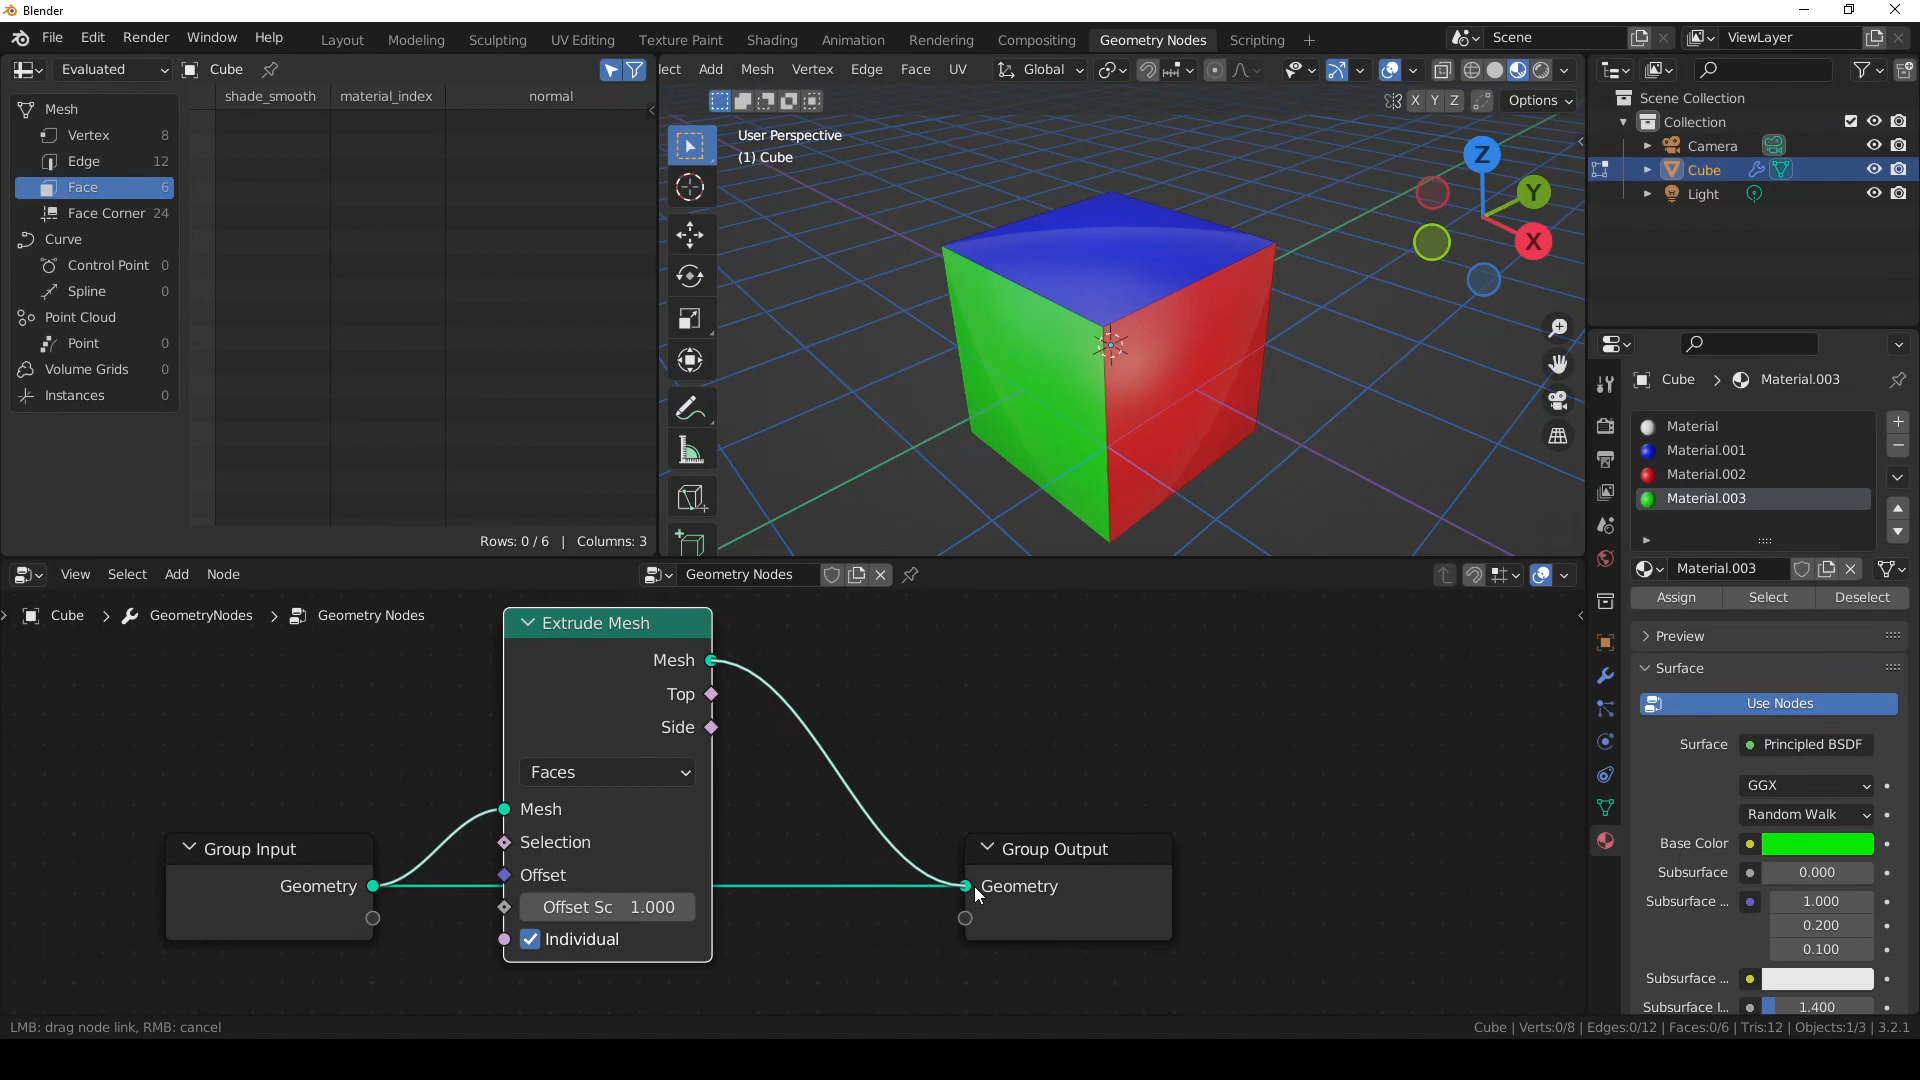 Blender
File Edit Render Window Help
Layout Modeling Sculpting UV Editing Texture Paint Shading Animation Rendering Compositing Geometry Nodes Scripting +
Scene
ViewLayer
Evaluated
Cube
lect Add Mesh Vertex Edge Face UV
Global
shade_smooth material_index normal
X Y Z Options
Mesh
Vertex 8
Edge 12
Face 6
Face Corner 24
Curve
Control Point 0
Spline 0
Point Cloud
Point 0
Volume Grids 0
Instances 0
Rows: 0 / 6 | Columns: 3
User Perspective
(1) Cube
Z
Y
X
Scene Collection
Collection
Camera
Cube
Light
Cube > Material.003
Material
Material.001
Material.002
Material.003
Material.003
Assign Select Deselect
Preview
Surface
Use Nodes
Surface Principled BSDF
GGX
Random Walk
Base Color
Subsurface 0.000
Subsurface ... 1.000
0.200
0.100
Subsurface ...
Subsurface I... 1.400
View Select Add Node
Geometry Nodes
Cube > GeometryNodes > Geometry Nodes
Extrude Mesh
Mesh
Top
Side
Faces
Mesh
Selection
Offset
Offset Sc 1.000
Individual
Group Input
Geometry
Group Output
Geometry
LMB: drag node link, RMB: cancel
Cube | Verts:0/8 | Edges:0/12 | Faces:0/6 | Tris:12 | Objects:1/3 | 3.2.1